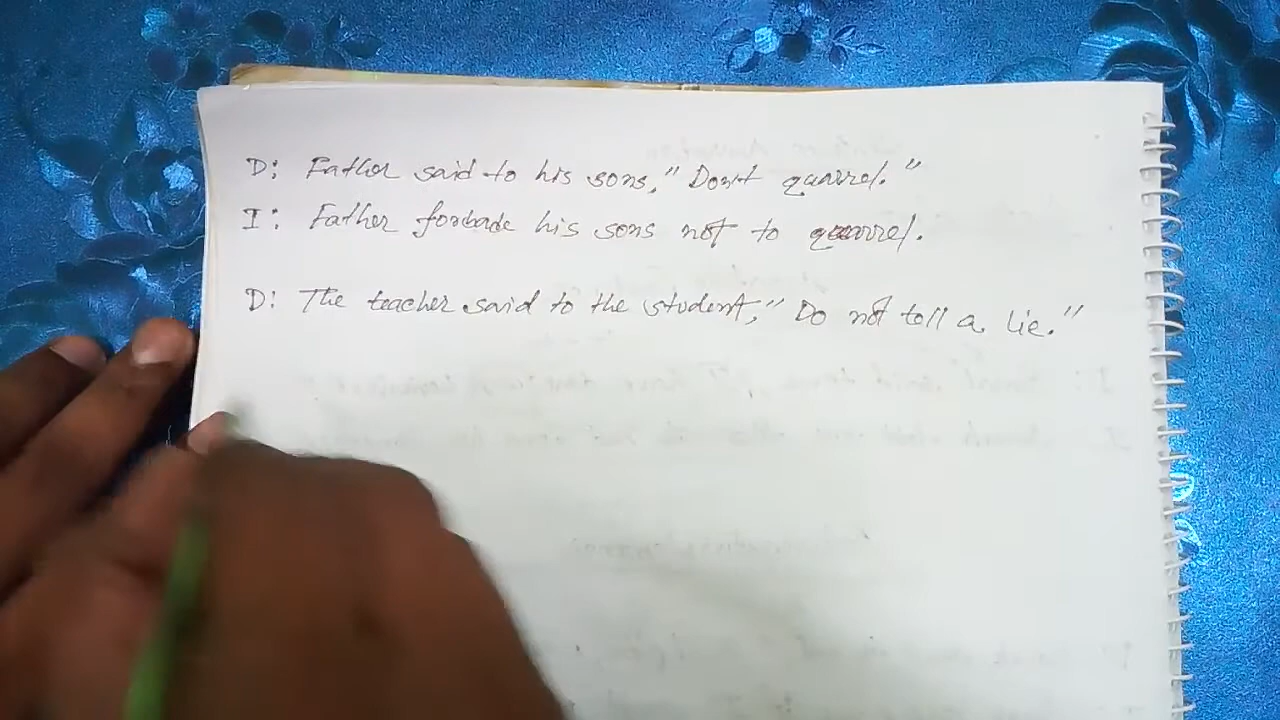 D: Father said to his sons," Don't quarrel."
I: Father forbade his sons not to quarrel.
D: The teacher said to the student," Do not tell a lie."